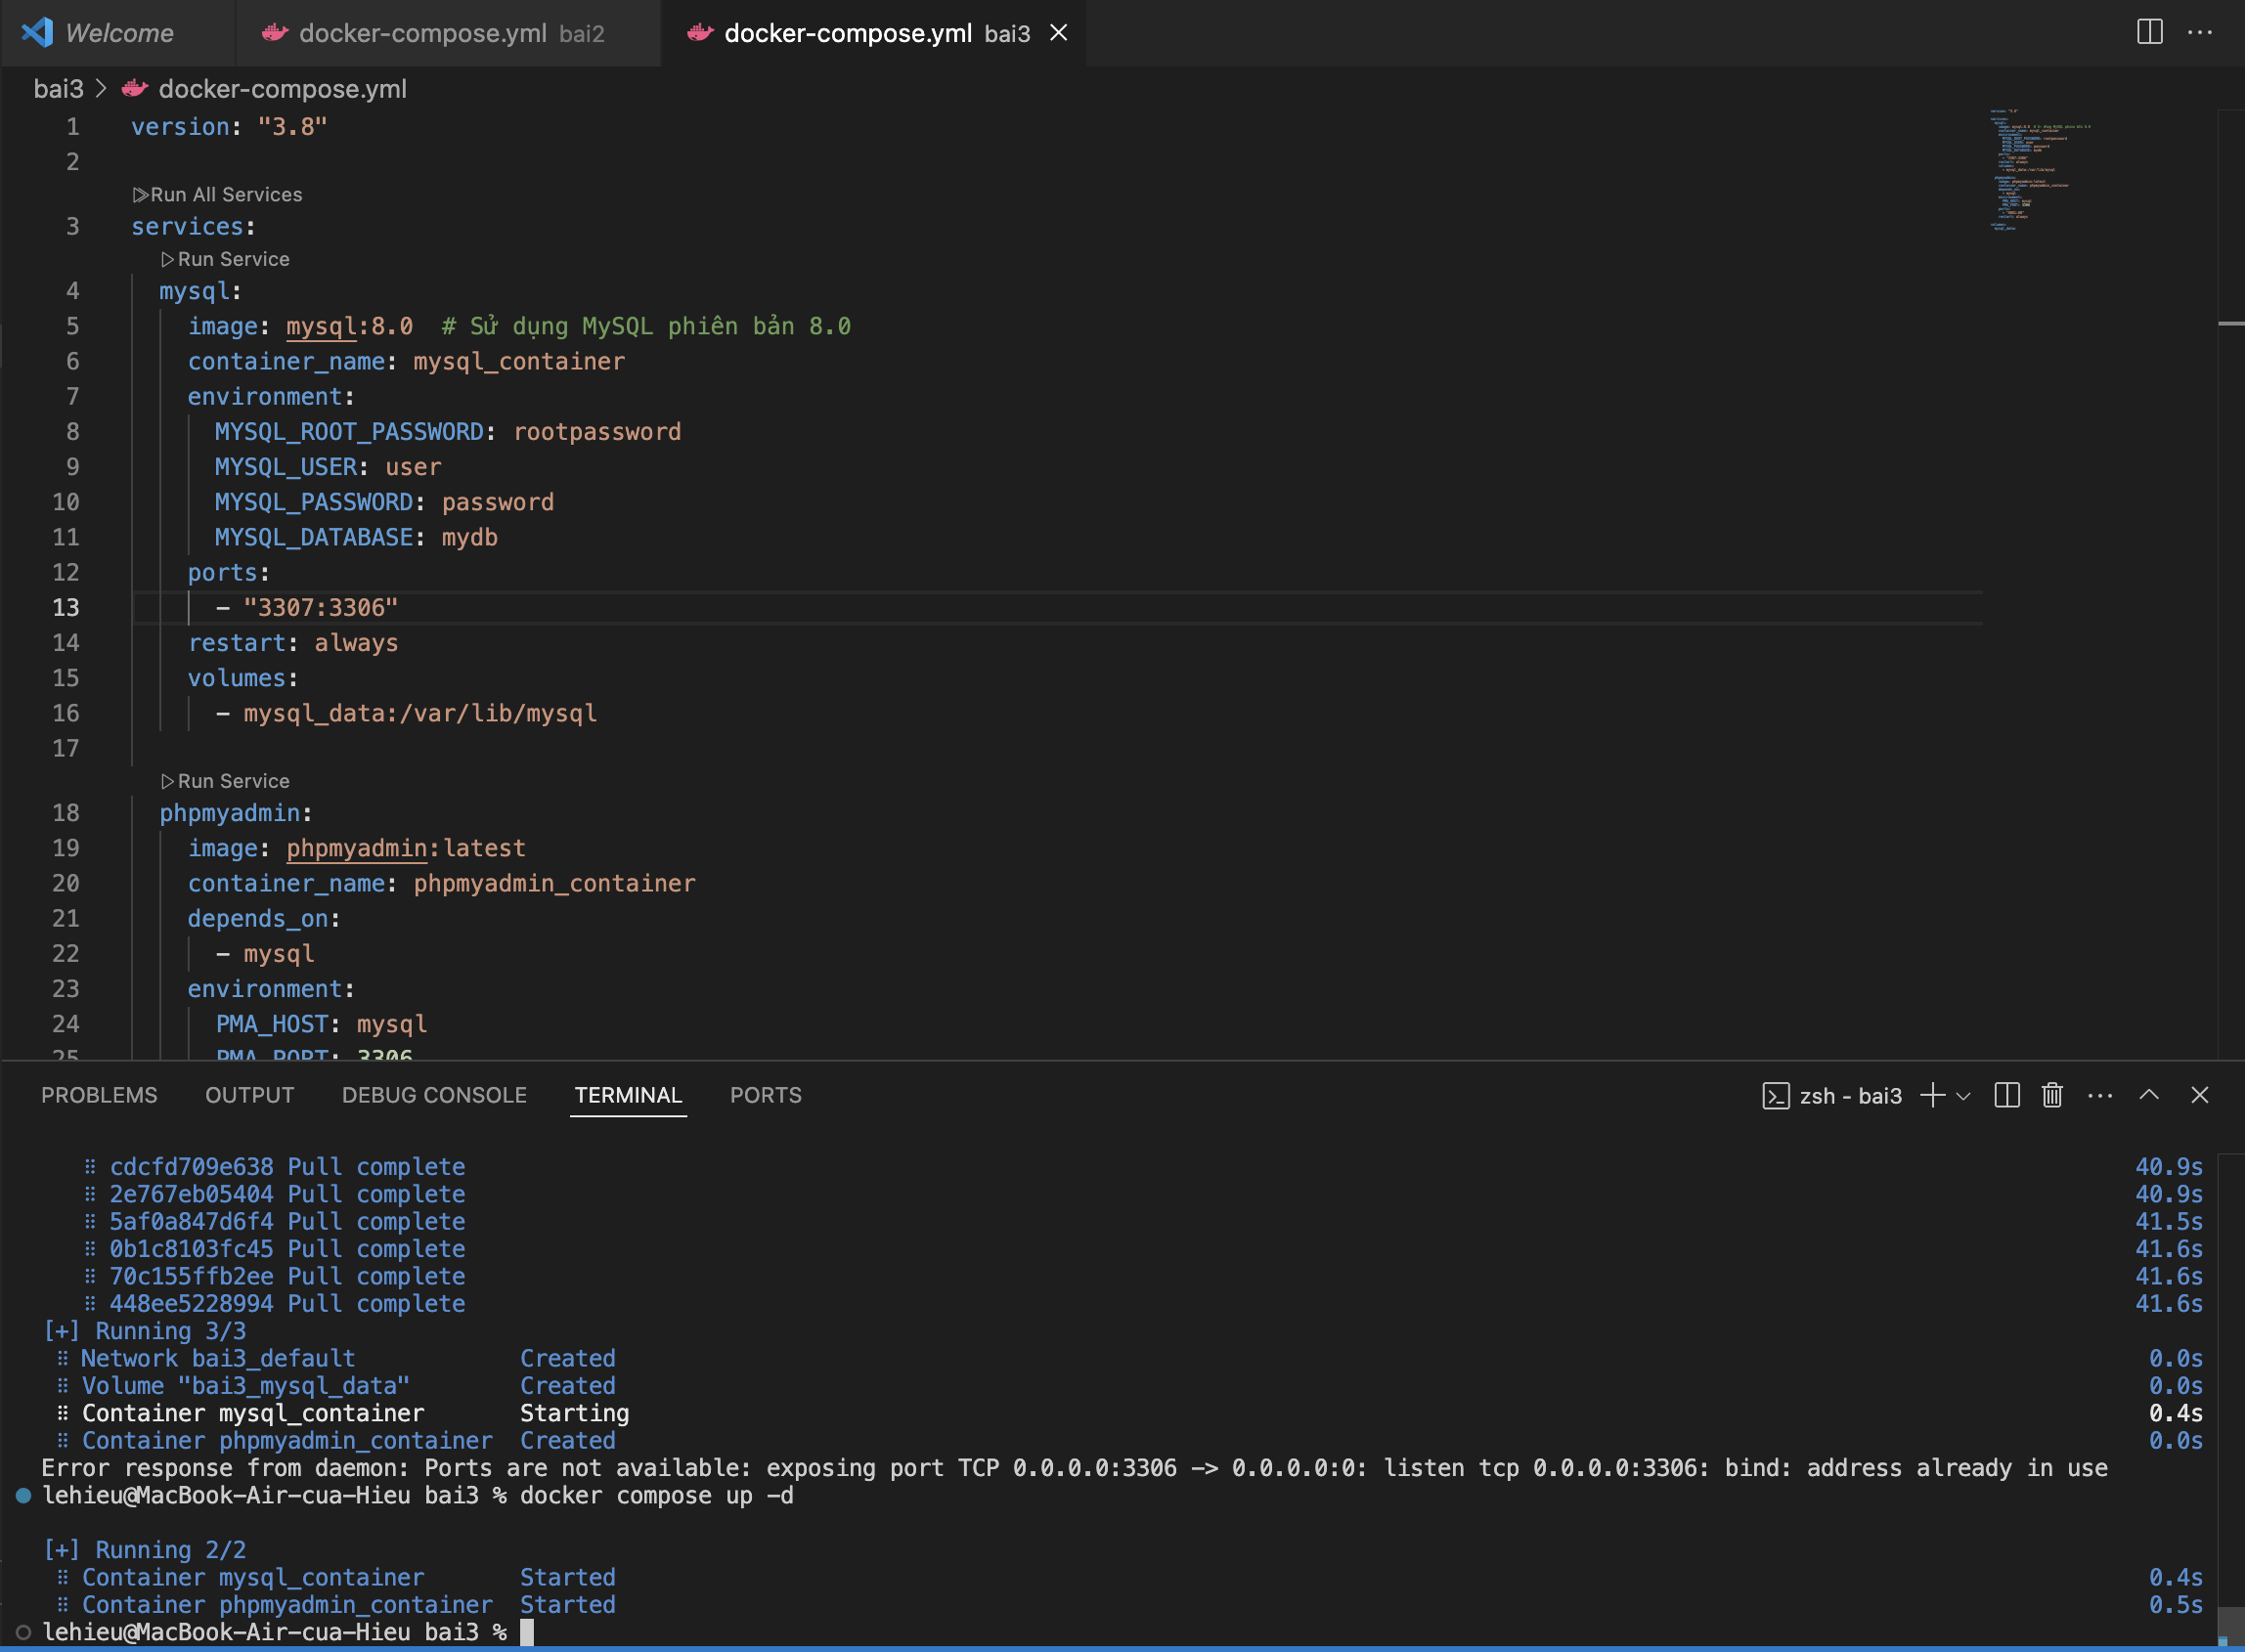 Welcome
docker-compose.yml bai2
docker-compose.yml bai3
bai3 > docker-compose.yml
1 version: "3.8"
2
Run All Services
3 services:
Run Service
4 mysql:
5 image: mysql:8.0 # Sử dụng MySQL phiên bản 8.0
6 container_name: mysql_container
7 environment:
8 MYSQL_ROOT_PASSWORD: rootpassword
9 MYSQL_USER: user
10 MYSQL_PASSWORD: password
11 MYSQL_DATABASE: mydb
12 ports:
13 - "3307:3306"
14 restart: always
15 volumes:
16 - mysql_data:/var/lib/mysql
17
Run Service
18 phpmyadmin:
19 image: phpmyadmin:latest
20 container_name: phpmyadmin_container
21 depends_on:
22 - mysql
23 environment:
24 PMA_HOST: mysql
25 PMA_PORT: 3306
PROBLEMS OUTPUT DEBUG CONSOLE TERMINAL PORTS zsh - bai3
cdcfd709e638 Pull complete 40.9s
2e767eb05404 Pull complete 40.9s
5af0a847d6f4 Pull complete 41.5s
0b1c8103fc45 Pull complete 41.6s
70c155ffb2ee Pull complete 41.6s
448ee5228994 Pull complete 41.6s
[+] Running 3/3
Network bai3_default Created 0.0s
Volume "bai3_mysql_data" Created 0.0s
Container mysql_container Starting 0.4s
Container phpmyadmin_container Created 0.0s
Error response from daemon: Ports are not available: exposing port TCP 0.0.0.0:3306 -> 0.0.0.0:0: listen tcp 0.0.0.0:3306: bind: address already in use
lehieu@MacBook-Air-cua-Hieu bai3 % docker compose up -d
[+] Running 2/2
Container mysql_container Started 0.4s
Container phpmyadmin_container Started 0.5s
lehieu@MacBook-Air-cua-Hieu bai3 %